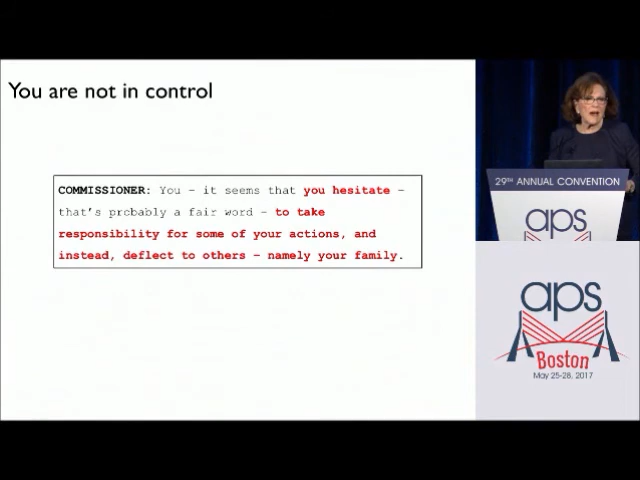 You are not in control
COMMISSIONER: You – it seems that you hesitate –
that's probably a fair word – to take
responsibility for some of your actions, and
instead, deflect to others – namely your family.
29TH ANNUAL CONVENTION
aps
aps
Boston
May 25-28, 2017